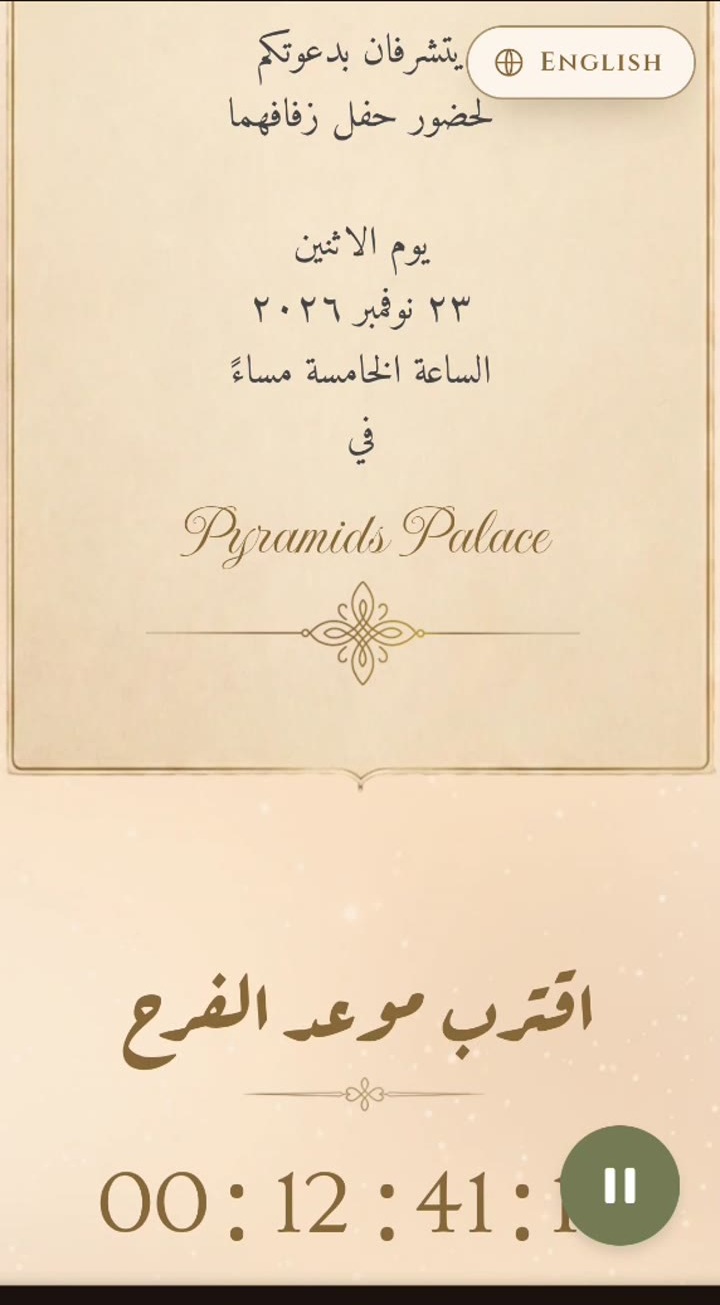 يتشرفان بدعوتكم
ENGLISH
لحضور حفل زفافهما
يوم الاثنين
٢٣ نوفمبر ٢٠٢٦
الساعة الخامسة مساءً
في
Pyramids Palace
اقترب موعد الفرح
00 : 12 : 41 :